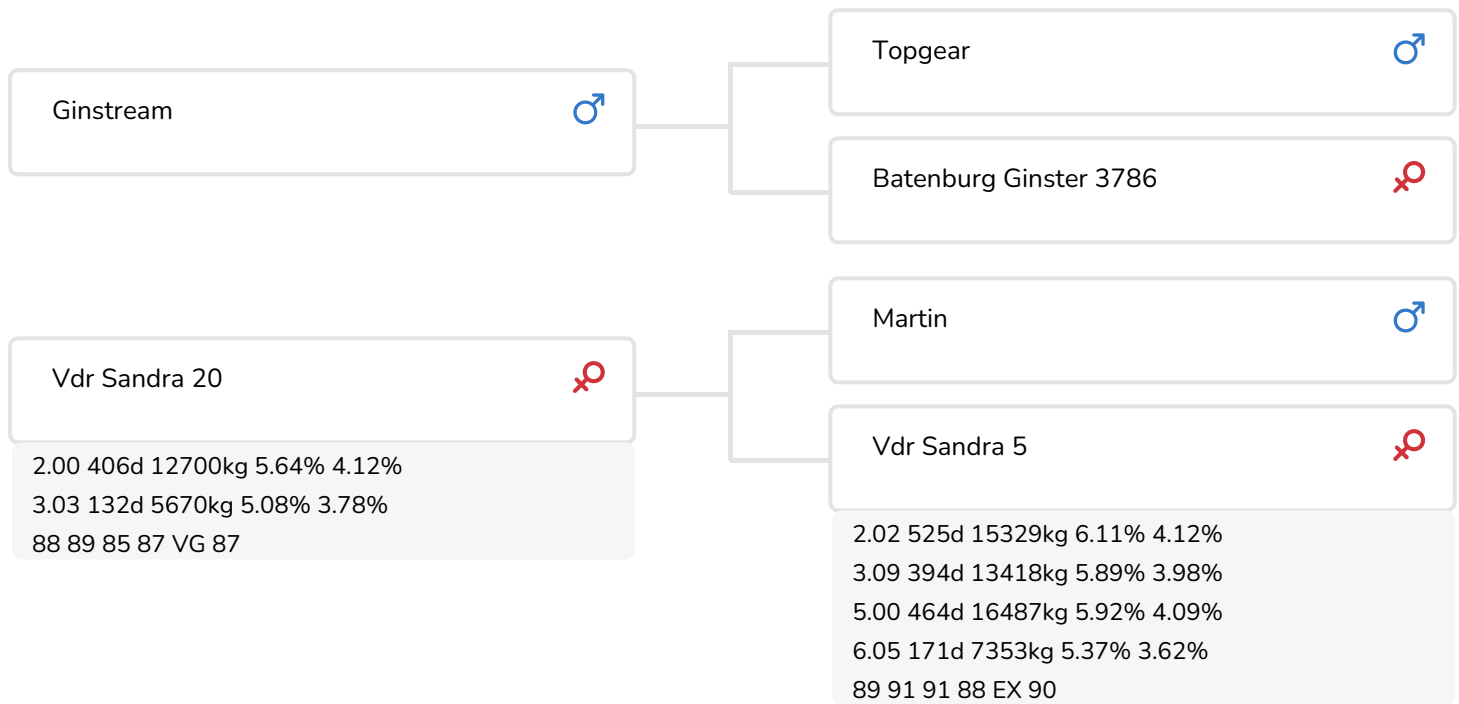 Ginstream
Topgear
Batenburg Ginster 3786
Vdr Sandra 20
2.00 406d 12700kg 5.64% 4.12%
3.03 132d 5670kg 5.08% 3.78%
88 89 85 87 VG 87
Martin
Vdr Sandra 5
2.02 525d 15329kg 6.11% 4.12%
3.09 394d 13418kg 5.89% 3.98%
5.00 464d 16487kg 5.92% 4.09%
6.05 171d 7353kg 5.37% 3.62%
89 91 91 88 EX 90